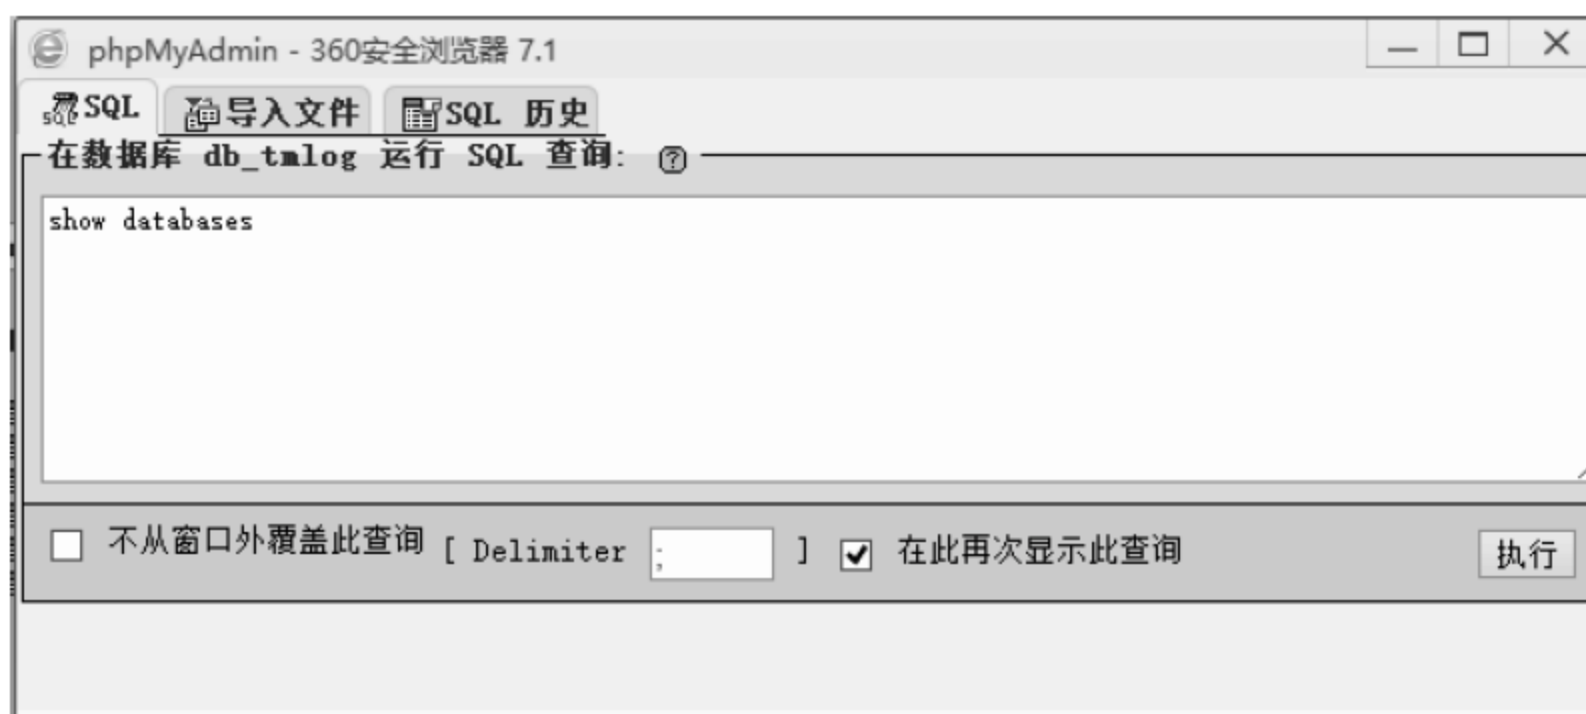 phpMyAdmin - 360安全浏览器 7.1
SQL 导入文件 SQL 历史
在数据库 db_tmlog 运行 SQL 查询:
show databases
不从窗口外覆盖此查询 [ Delimiter ; ] 在此再次显示此查询 执行